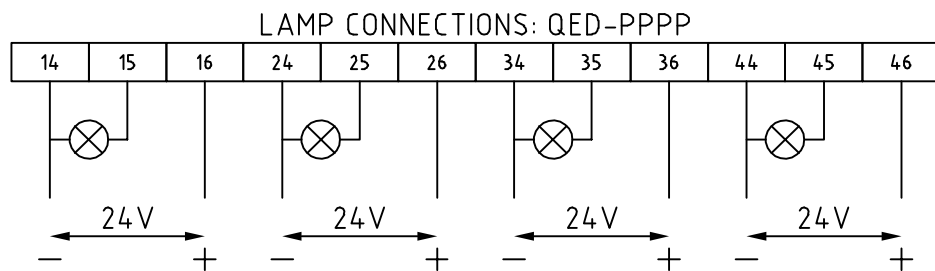 LAMP CONNECTIONS: QED-PPPP
14 15 16 24 25 26 34 35 36 44 45 46
24V 24V 24V 24V
− + − + − + − +